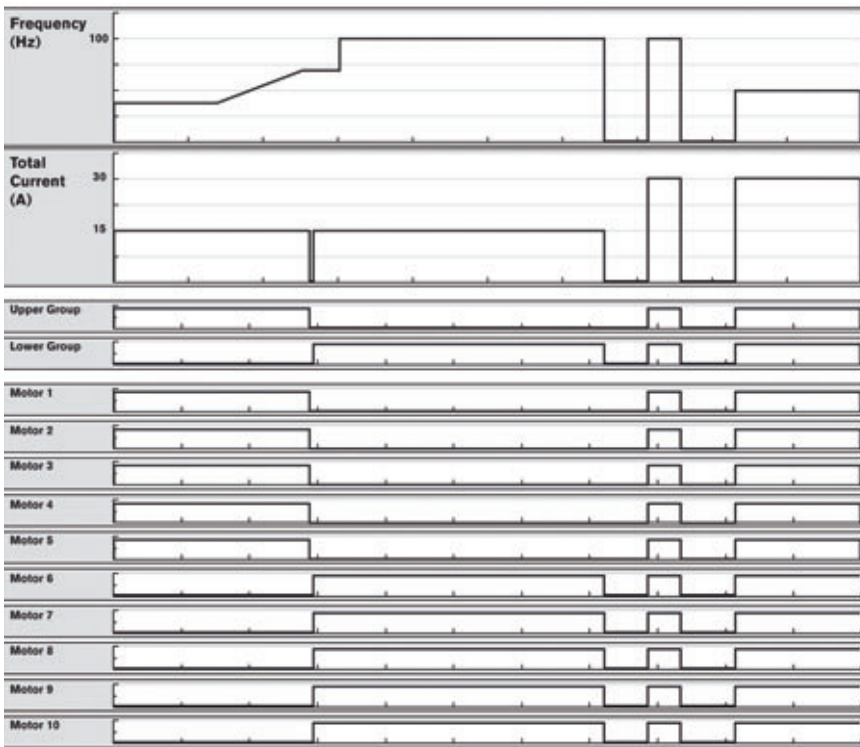 Frequency
(Hz)
100
Total
Current
(A)
30
15
Upper Group
Lower Group
Motor 1
Motor 2
Motor 3
Motor 4
Motor 5
Motor 6
Motor 7
Motor 8
Motor 9
Motor 10